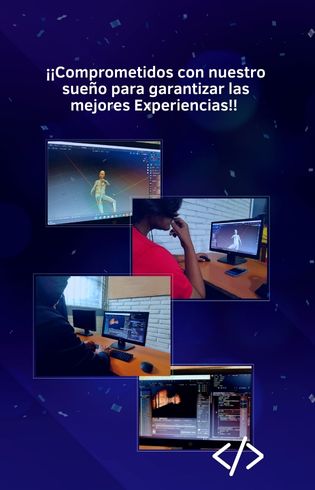 ¡¡Comprometidos con nuestro
sueño para garantizar las
mejores Experiencias!!
</>